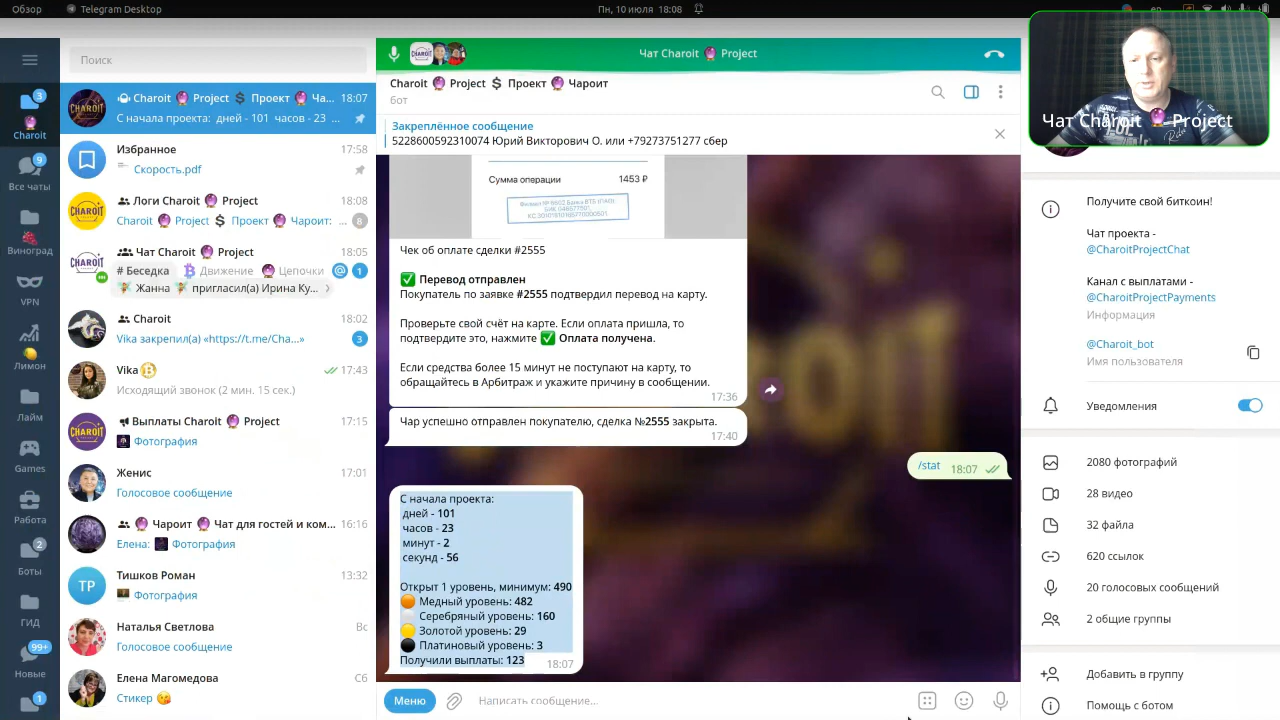 Обзор
Telegram Desktop
Пн, 10 июля 18:08
Поиск
3
Charoit
9
Все чаты
Виноград
VPN
Лимон
Лайм
Games
Работа
2
Боты
ГИД
99+
Новые
1
Charoit Project $ Проект Ча... 18:07
С начала проекта: дней - 101 часов - 23 ...
Избранное 17:58
Скорость.pdf
Логи Charoit Project 18:08
Charoit Project $ Проект Чароит: ... 8
Чат Charoit Project 18:05
# Беседка Движение Цепочки @ 1
Жанна пригласил(а) Ирина Ку...
Charoit 18:02
Vika закрепил(а) «https://t.me/Cha...» 3
Vika 17:43
Исходящий звонок (2 мин. 15 сек.)
Выплаты Charoit Project 17:15
Фотография
Женис 17:01
Голосовое сообщение
Чароит Чат для гостей и ком... 16:16
Елена: Фотография
ТР
Тишков Роман 13:32
Фотография
Наталья Светлова Вс
Голосовое сообщение
Елена Магомедова Сб
Стикер
Чат Charoit Project
Charoit Project $ Проект Чароит
бот
Закреплённое сообщение
5228600592310074 Юрий Викторович О. или +79273751277 сбер
Сумма операции 1453 ₽
Чек об оплате сделки #2555
Перевод отправлен
Покупатель по заявке #2555 подтвердил перевод на карту.
Проверьте свой счёт на карте. Если оплата пришла, то
подтвердите это, нажмите Оплата получена.
Если средства более 15 минут не поступают на карту, то
обращайтесь в Арбитраж и укажите причину в сообщении.
17:36
Чар успешно отправлен покупателю, сделка №2555 закрыта.
17:40
/stat 18:07
С начала проекта:
дней - 101
часов - 23
минут - 2
секунд - 56
Открыт 1 уровень, минимум: 490
Медный уровень: 482
Серебряный уровень: 160
Золотой уровень: 29
Платиновый уровень: 3
Получили выплаты: 123
18:07
Меню
Написать сообщение...
Чат Charoit Project
Получите свой биткоин!
Чат проекта -
@CharoitProjectChat
Канал с выплатами -
@CharoitProjectPayments
Информация
@Charoit_bot
Имя пользователя
Уведомления
2080 фотографий
28 видео
32 файла
620 ссылок
20 голосовых сообщений
2 общие группы
Добавить в группу
Помощь с ботом